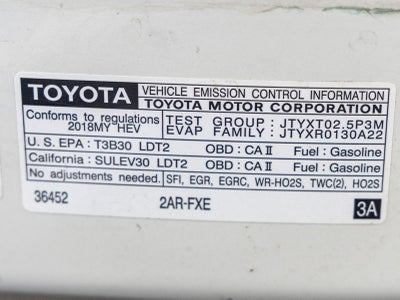 TOYOTA VEHICLE EMISSION CONTROL INFORMATION
TOYOTA MOTOR CORPORATION
Conforms to regulations TEST GROUP : JTYXT02.5P3M
2018MY HEV EVAP FAMILY : JTYXR0130A22
U. S. EPA : T3B30 LDT2 OBD : CA II Fuel : Gasoline
California : SULEV30 LDT2 OBD : CA II Fuel : Gasoline
No adjustments needed. SFI, EGR, EGRC, WR-HO2S, TWC(2), HO2S
36452 2AR-FXE 3A